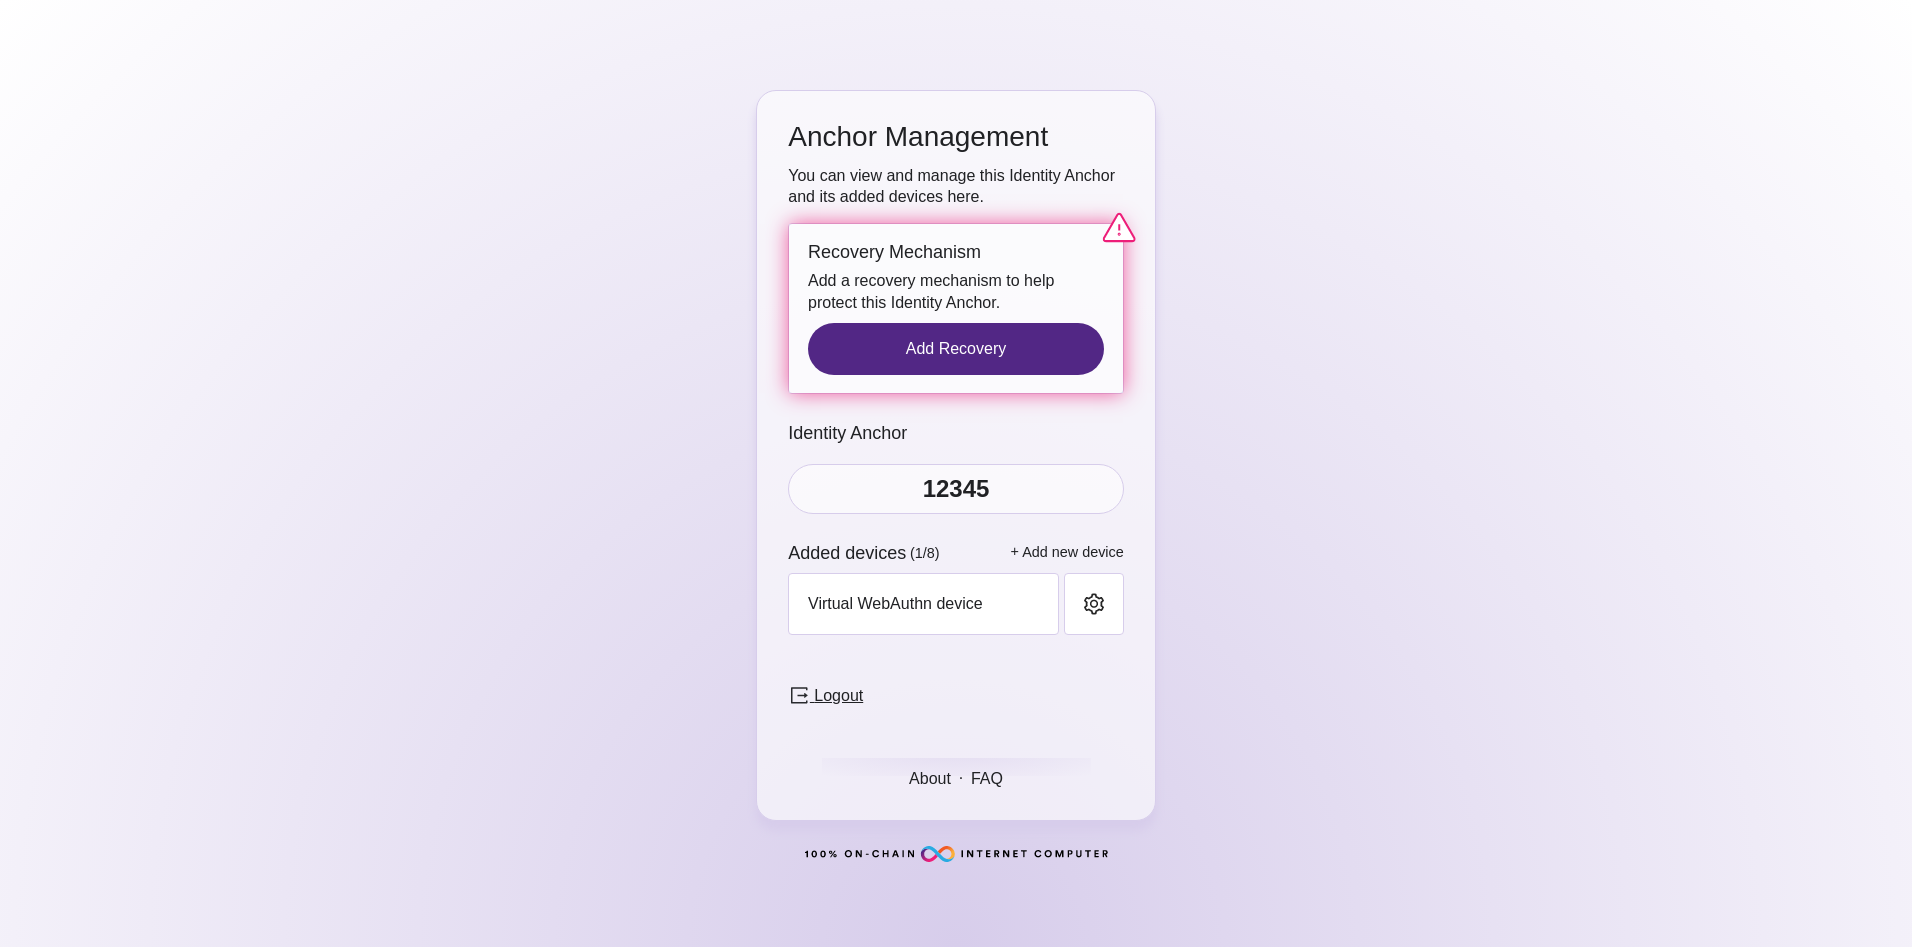 Anchor Management
You can view and manage this Identity Anchor
and its added devices here.
Recovery Mechanism
Add a recovery mechanism to help
protect this Identity Anchor.
Add Recovery
Identity Anchor
12345
Added devices (1/8) + Add new device
Virtual WebAuthn device
Logout
About · FAQ
100% ON-CHAIN INTERNET COMPUTER